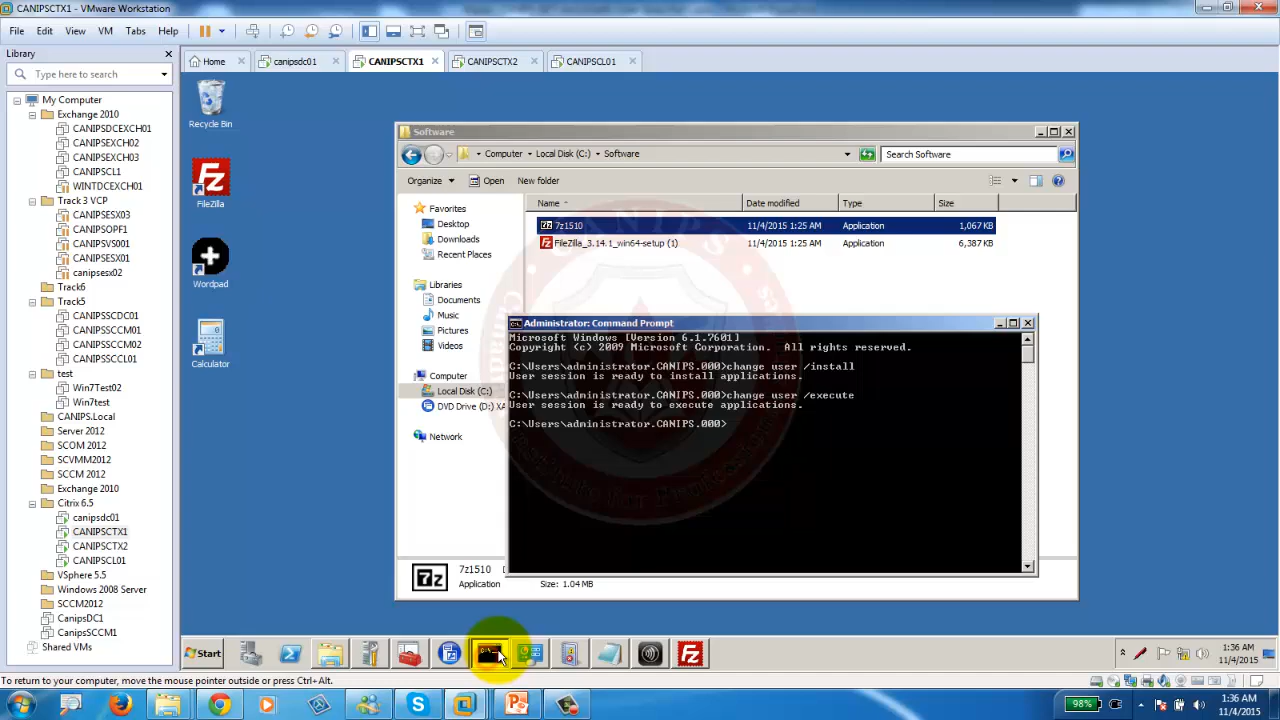 CANIPSCTX1 - VMware Workstation
File Edit View VM Tabs Help
Library
Type here to search
My Computer
Exchange 2010
CANIPSDCEXCH01
CANIPSEXCH02
CANIPSEXCH03
CANIPSCL1
WINTDCEXCH01
Track 3 VCP
CANIPSESX03
CANIPSOPF1
CANIPSVS001
CANIPSESX01
canipsesx02
Track6
Track5
CANIPSSCDC01
CANIPSSCCM01
CANIPSSCCM02
CANIPSSCCL01
test
Win7Test02
Win7test
CANIPS.Local
Server 2012
SCOM 2012
SCVMM2012
SCCM 2012
Exchange 2010
Citrix 6.5
canipsdc01
CANIPSCTX1
CANIPSCTX2
CANIPSCL01
VSphere 5.5
Windows 2008 Server
SCCM2012
CanipsDC1
CanipsSCCM1
Shared VMs
Home canipsdc01 CANIPSCTX1 CANIPSCTX2 CANIPSCL01
Recycle Bin
FileZilla
Wordpad
Calculator
Software
Computer Local Disk (C:) Software
Search Software
Organize Open New folder
Favorites
Desktop
Downloads
Recent Places
Libraries
Documents
Music
Pictures
Videos
Computer
Local Disk (C:)
DVD Drive (D:) XA
Network
Name Date modified Type Size
7z1510 11/4/2015 1:25 AM Application 1,067 KB
FileZilla_3.14.1_win64-setup (1) 11/4/2015 1:25 AM Application 6,387 KB
Administrator: Command Prompt
Microsoft Windows [Version 6.1.7601]
Copyright (c) 2009 Microsoft Corporation. All rights reserved.
C:\Users\administrator.CANIPS.000>change user /install
User session is ready to install applications.
C:\Users\administrator.CANIPS.000>change user /execute
User session is ready to execute applications.
C:\Users\administrator.CANIPS.000>
7z
7z1510
Application
Size: 1.04 MB
Start
1:36 AM
11/4/2015
To return to your computer, move the mouse pointer outside or press Ctrl+Alt.
98%
1:36 AM
11/4/2015